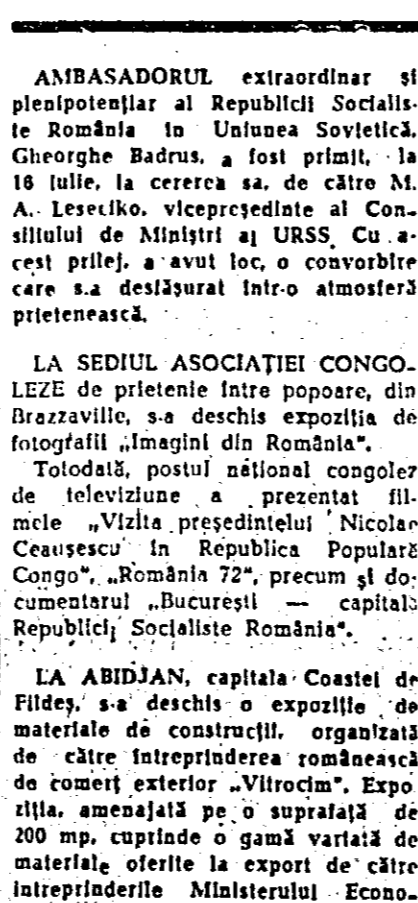 AMBASADORUL extraordinar și
plenipotențiar al Republicii Socialis-
te România în Uniunea Sovietică,
Gheorghe Badrus, a fost primit, la
16 iulie, la cererea sa, de către M.
A. Leseciko, vicepreședinte al Con-
siliului de Miniștri al URSS. Cu a-
cest prilej, a avut loc, o convorbire
care s-a desfășurat într-o atmosferă
prietenească.
LA SEDIUL ASOCIAȚIEI CONGO-
LEZE de prietenie între popoare, din
Brazzaville, s-a deschis expoziția de
fotografii „Imagini din România".
Totodată, postul național congolez
de televiziune a prezentat fil-
mele „Vizita președintelui Nicolae
Ceaușescu în Republica Populară
Congo", „România 72", precum și do-
cumentarul „București — capitala
Republicii Socialiste România".
LA ABIDJAN, capitala Coastei de
Fildeș, s-a deschis o expoziție de
materiale de construcții, organizată
de către întreprinderea românească
de comerț exterior „Vitrocim". Expo
ziția, amenajată pe o suprafață de
200 mp, cuprinde o gamă variată de
materiale oferite la export de către
întreprinderile Ministerului Econo-